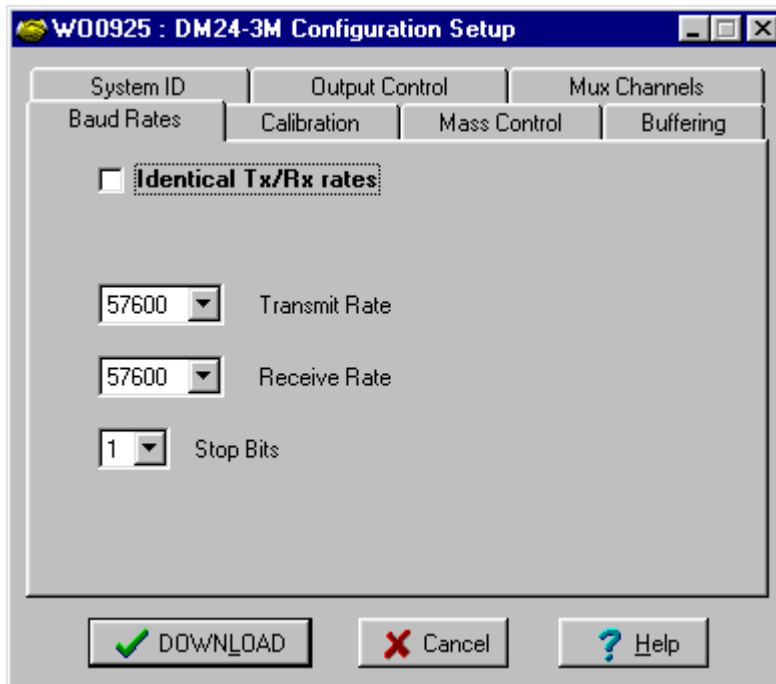 WO0925 : DM24-3M Configuration Setup
System ID Output Control Mux Channels
Baud Rates Calibration Mass Control Buffering
Identical Tx/Rx rates
57600 Transmit Rate
57600 Receive Rate
1 Stop Bits
DOWNLOAD Cancel Help